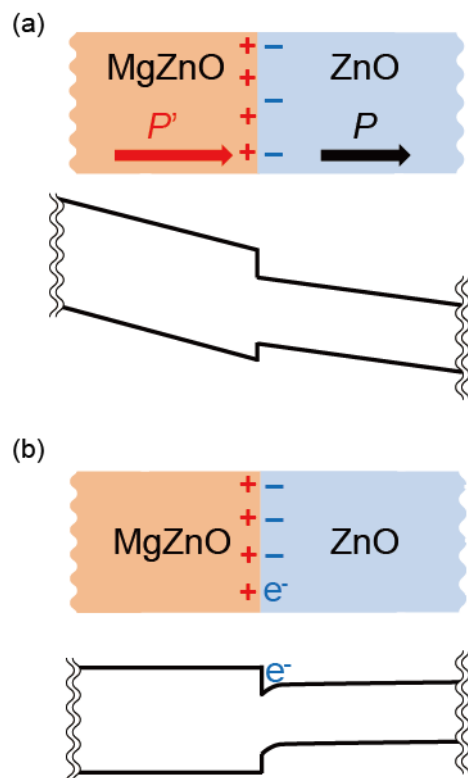 (a)
MgZnO ZnO
P' P
+ −
+ −
+
+ −
(b)
MgZnO ZnO
+ −
+ −
+ −
+ e⁻
e⁻